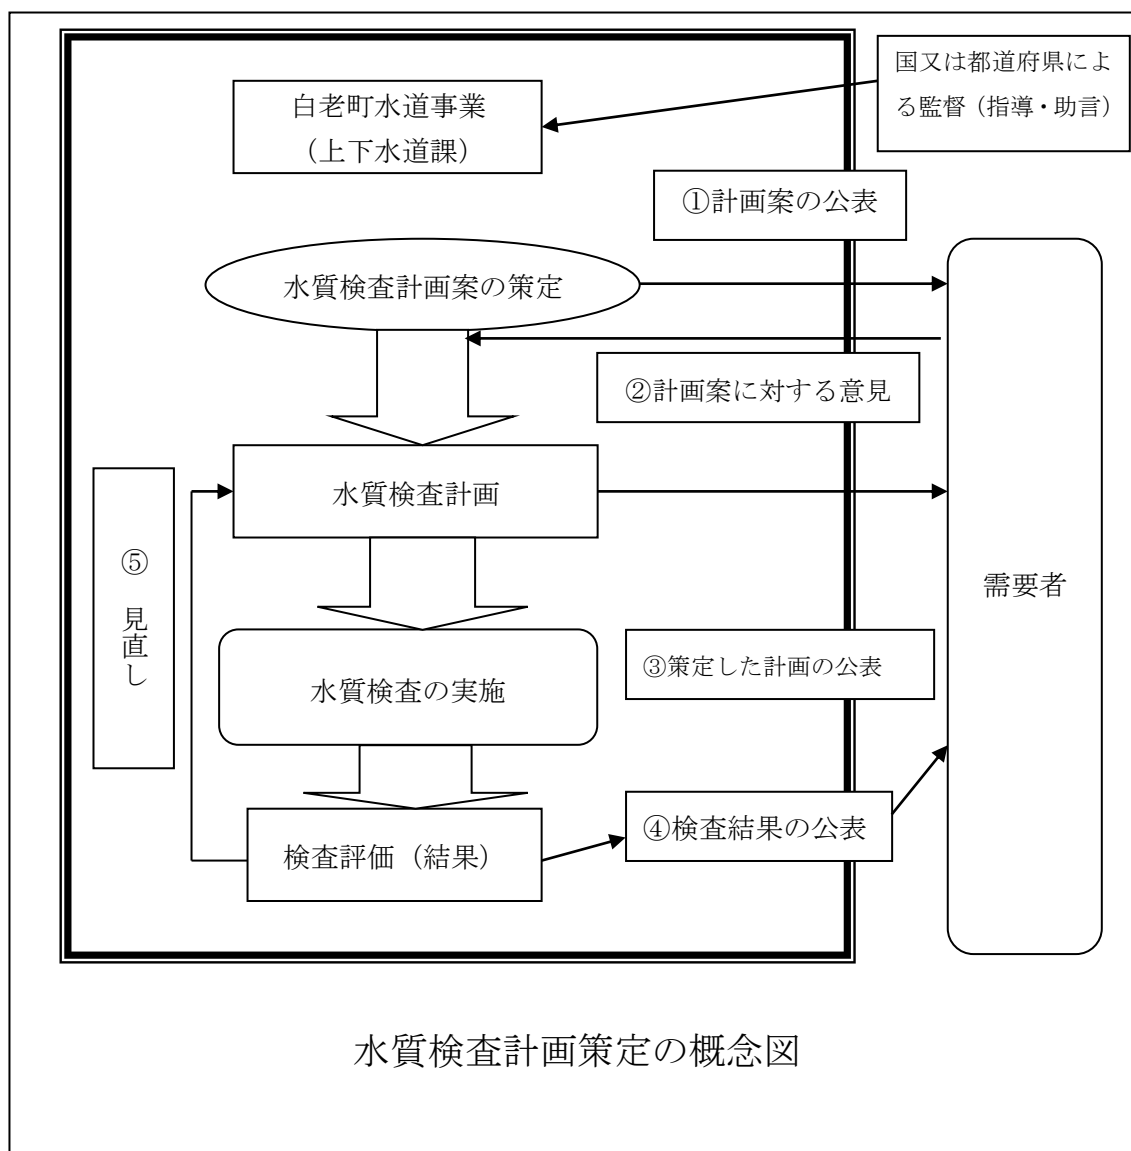 国又は都道府県によ
る監督（指導・助言）
白老町水道事業
（上下水道課）
①計画案の公表
水質検査計画案の策定
②計画案に対する意見
水質検査計画
⑤　見直し
需要者
③策定した計画の公表
水質検査の実施
④検査結果の公表
検査評価（結果）
水質検査計画策定の概念図